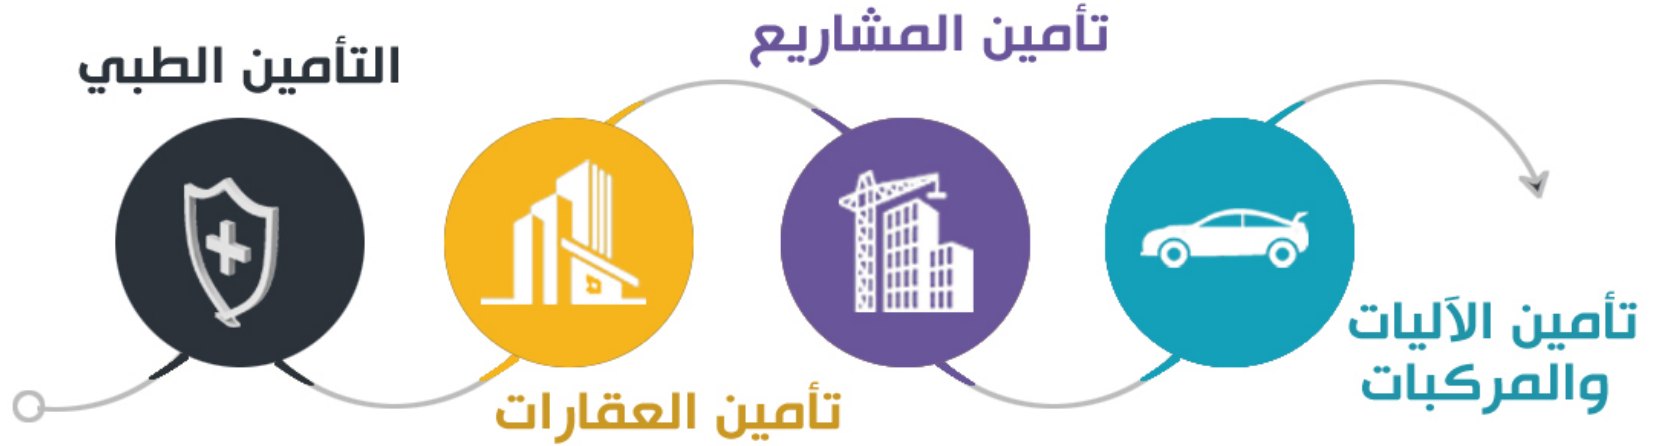 التأمين الطبي
تأمين العقارات
تأمين المشاريع
تأمين الآليات
والمركبات